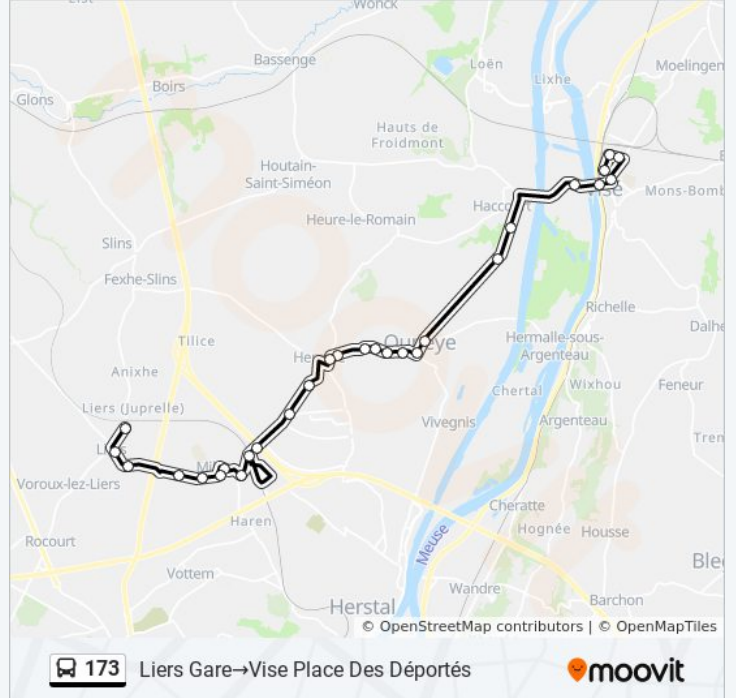 Wonck
Bassenge
Loën
Moelingen
Boirs
Lixhe
Glons
Hauts de
Froidmont
Houtain-
Saint-Siméon
Mons-Bomb
Heure-le-Romain
Slins
Fexhe-Slins
Richelle
Tilice
Oupeye
Hermalle-sous-
Argenteau
Dalhe
Anixhe
Chertal
Wixhou
Feneur
Liers (Juprelle)
Vivegnis
Argenteau
Voroux-lez-Liers
Cheratte
Haren
Hognée
Housse
Rocourt
Meuse
Vottem
Wandre
Barchon
Herstal
© OpenStreetMap contributors | © OpenMapTiles
173 Liers Gare→Vise Place Des Déportés
moovit